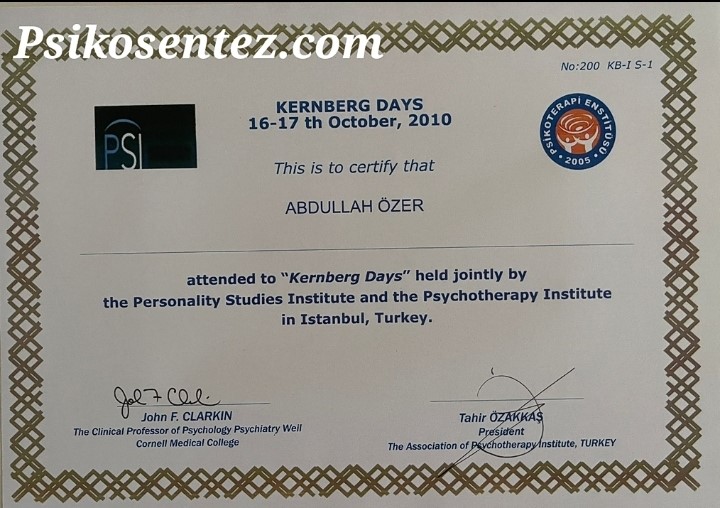 Psikosentez.com
No:200 KB-I S-1
KERNBERG DAYS
16-17 th October, 2010
PSI
PSİKOTERAPİ ENSTİTÜSÜ
2005
This is to certify that
ABDULLAH ÖZER
attended to “Kernberg Days” held jointly by
the Personality Studies Institute and the Psychotherapy Institute
in Istanbul, Turkey.
John F. CLARKIN
The Clinical Professor of Psychology Psychiatry Weil
Cornell Medical College
Tahir ÖZAKKAŞ
President
The Association of Psychotherapy Institute, TURKEY